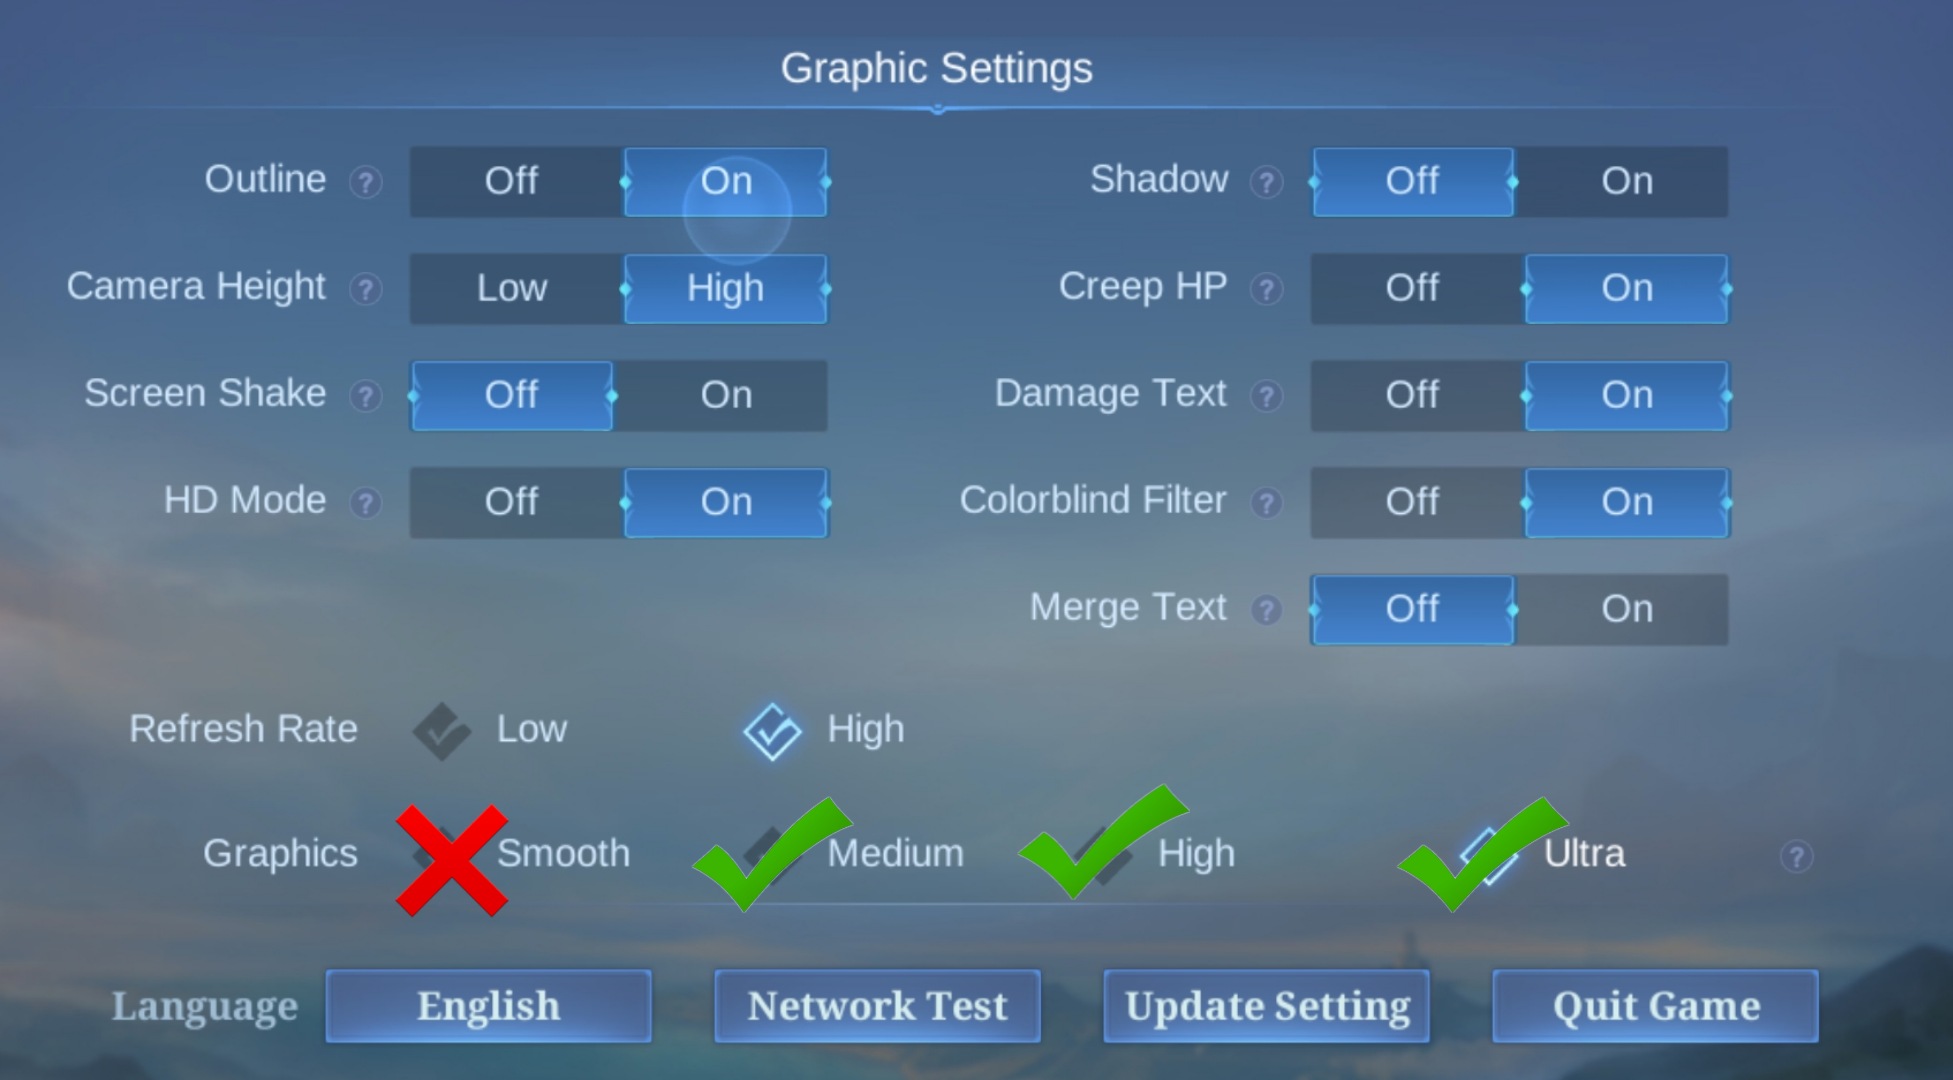 Graphic Settings
Outline ? Off On
Shadow ? Off On
Camera Height ? Low High
Creep HP ? Off On
Screen Shake ? Off On
Damage Text ? Off On
HD Mode ? Off On
Colorblind Filter ? Off On
Merge Text ? Off On
Refresh Rate Low High
Graphics Smooth Medium High Ultra ?
Language English Network Test Update Setting Quit Game